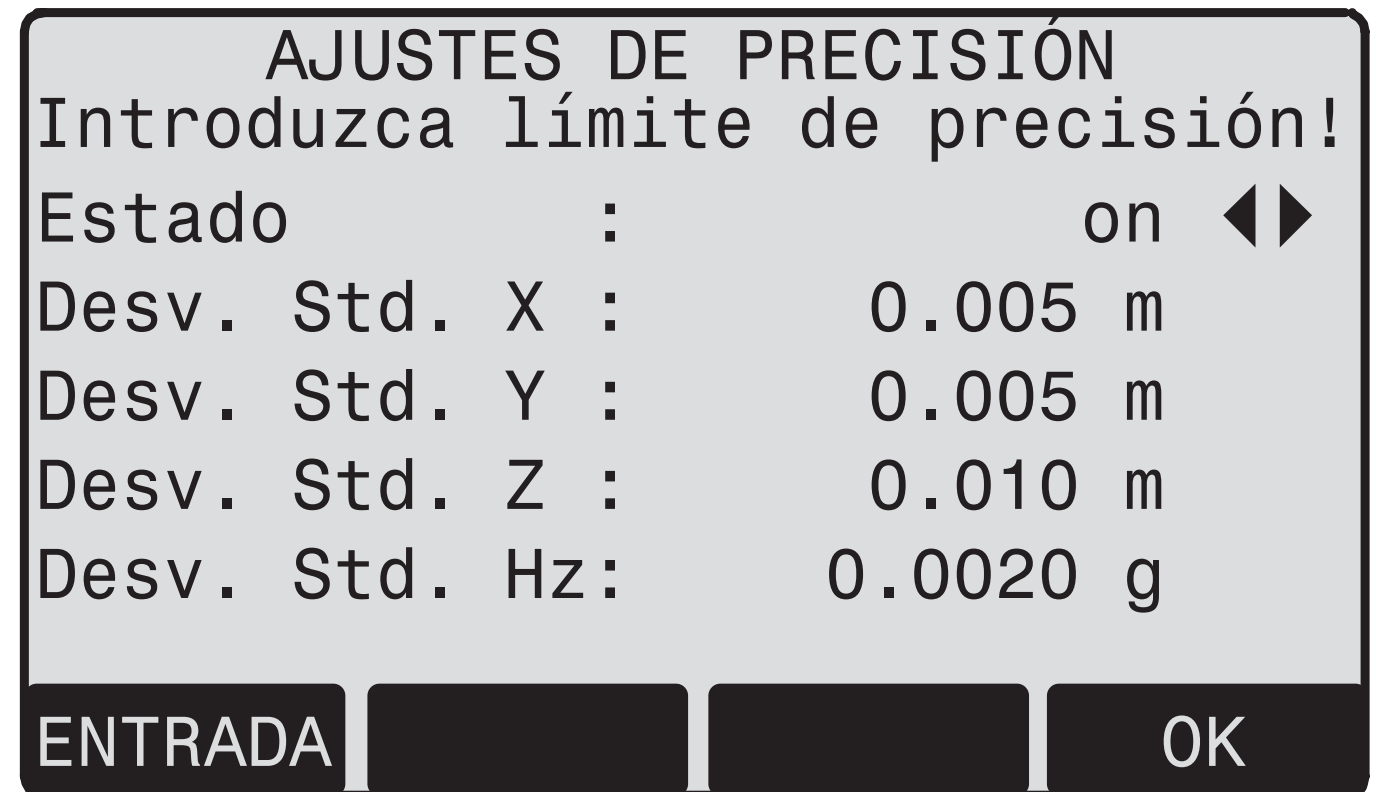 AJUSTES DE PRECISIÓN
Introduzca límite de precisión!
Estado : on ◀▶
Desv. Std. X : 0.005 m
Desv. Std. Y : 0.005 m
Desv. Std. Z : 0.010 m
Desv. Std. Hz: 0.0020 g
ENTRADA OK